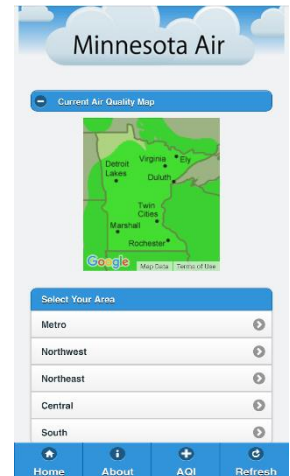 Minnesota Air
Current Air Quality Map
Detroit
Lakes
Virginia
Ely
Duluth
Twin
Cities
Marshall
Rochester
Google
Map Data
Terms of Use
Select Your Area
Metro
Northwest
Northeast
Central
South
Home
About
AQI
Refresh